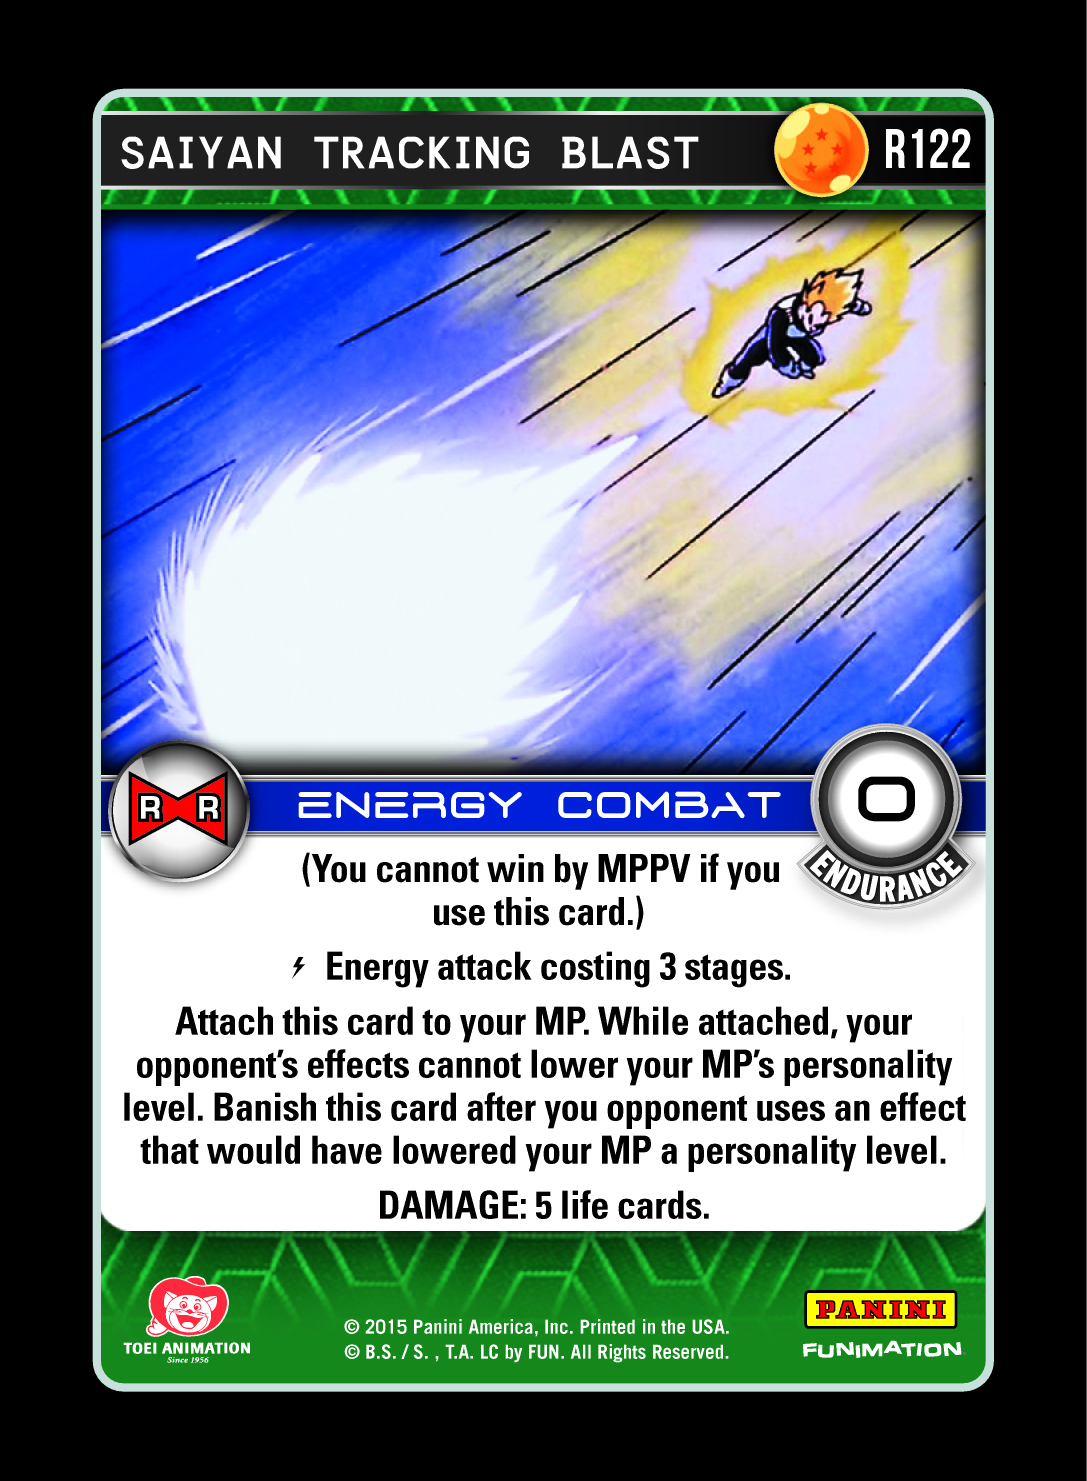 SAIYAN TRACKING BLAST
R122
R R
ENERGY COMBAT
0
ENDURANCE
(You cannot win by MPPV if you
use this card.)
Energy attack costing 3 stages.
Attach this card to your MP. While attached, your
opponent's effects cannot lower your MP's personality
level. Banish this card after you opponent uses an effect
that would have lowered your MP a personality level.
DAMAGE: 5 life cards.
TOEI ANIMATION
Since 1956
© 2015 Panini America, Inc. Printed in the USA.
© B.S. / S. , T.A. LC by FUN. All Rights Reserved.
PANINI
FUNIMATION